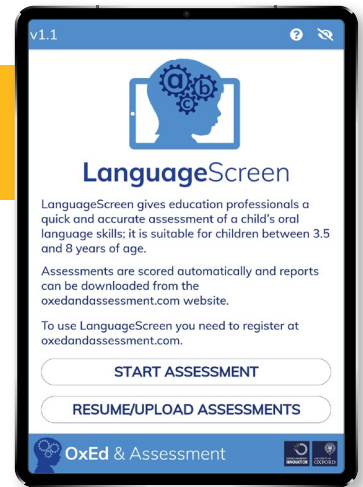 v1.1
a b
c
LanguageScreen
LanguageScreen gives education professionals a
quick and accurate assessment of a child's oral
language skills; it is suitable for children between 3.5
and 8 years of age.
Assessments are scored automatically and reports
can be downloaded from the
oxedandassessment.com website.
To use LanguageScreen you need to register at
oxedandassessment.com.
START ASSESSMENT
RESUME/UPLOAD ASSESSMENTS
OxEd & Assessment
INNOVATION
OXFORD